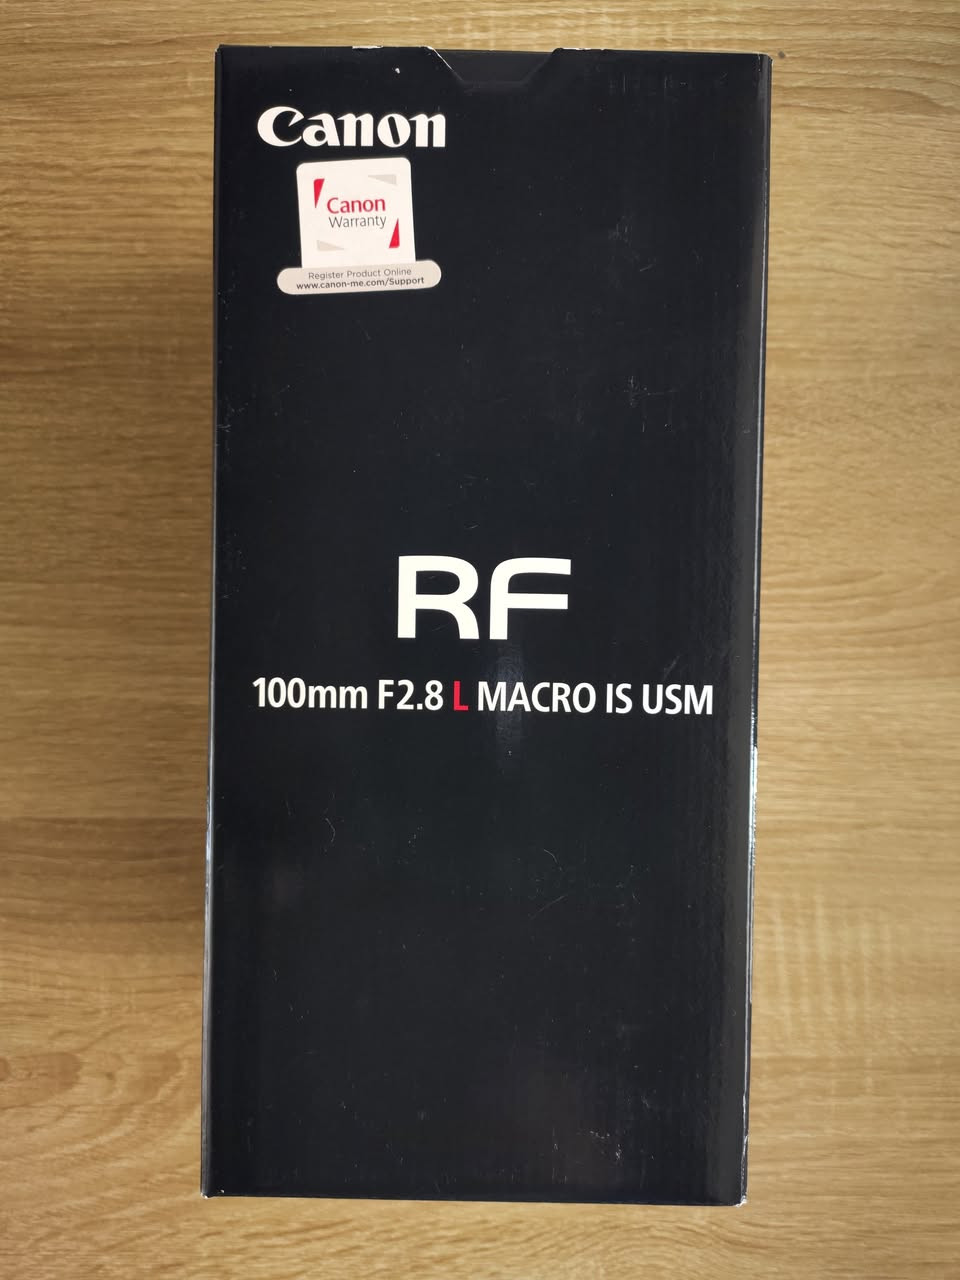 Canon
Canon
Warranty
Register Product Online
www.canon-me.com/Support
RF
100mm F2.8 L MACRO IS USM